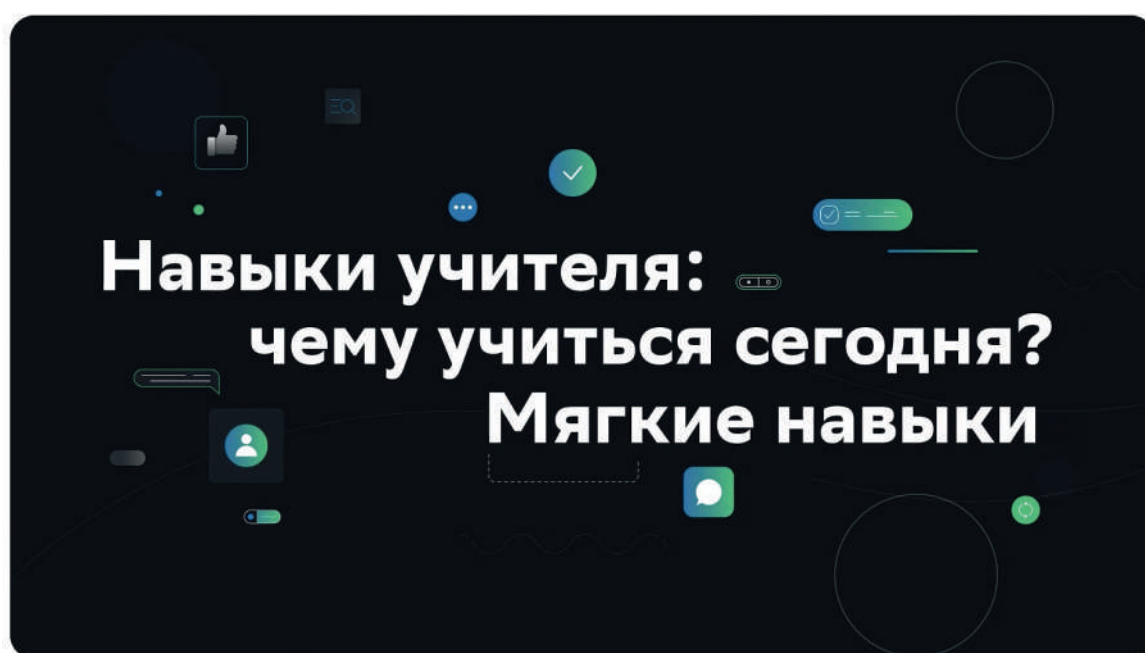 Навыки учителя:
чему учиться сегодня?
Мягкие навыки